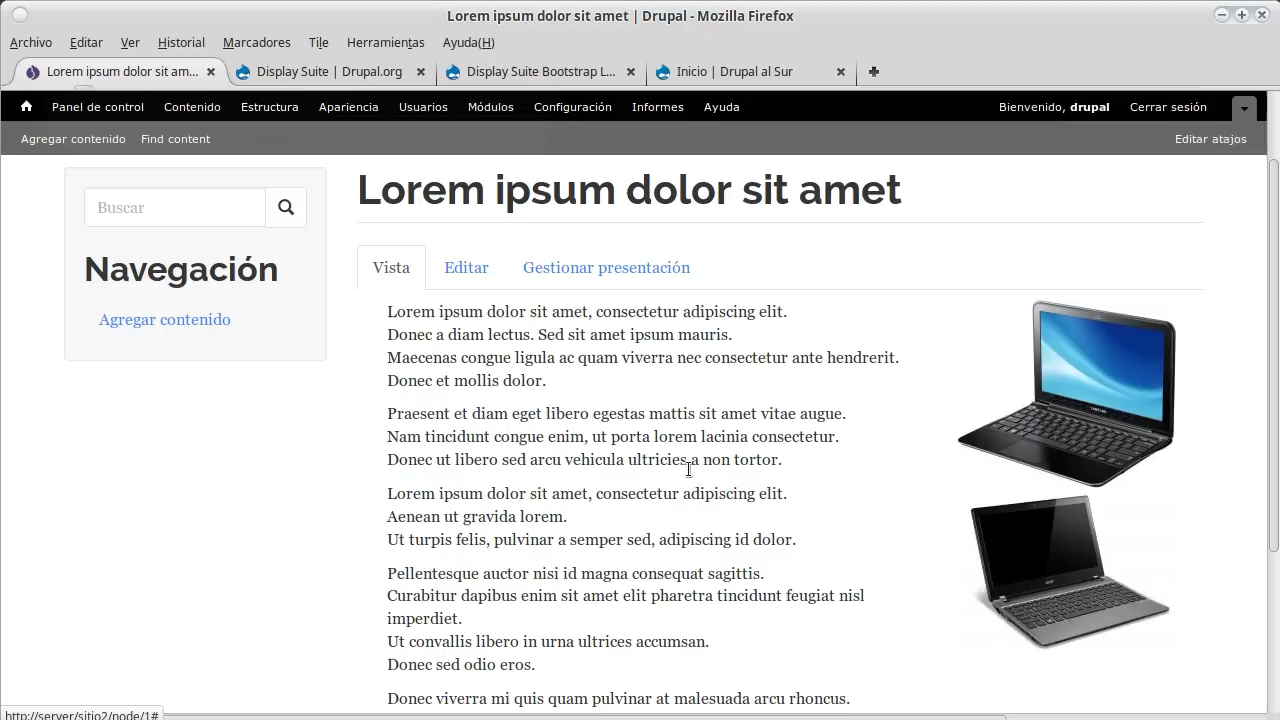 Lorem ipsum dolor sit amet | Drupal - Mozilla Firefox
Archivo Editar Ver Historial Marcadores Tile Herramientas Ayuda(H)
Lorem ipsum dolor sit am... Display Suite | Drupal.org Display Suite Bootstrap L... Inicio | Drupal al Sur
Panel de control Contenido Estructura Apariencia Usuarios Módulos Configuración Informes Ayuda Bienvenido, drupal Cerrar sesión
Agregar contenido Find content Editar atajos
Buscar
Navegación
Agregar contenido
Lorem ipsum dolor sit amet
Vista Editar Gestionar presentación
Lorem ipsum dolor sit amet, consectetur adipiscing elit.
Donec a diam lectus. Sed sit amet ipsum mauris.
Maecenas congue ligula ac quam viverra nec consectetur ante hendrerit.
Donec et mollis dolor.
Praesent et diam eget libero egestas mattis sit amet vitae augue.
Nam tincidunt congue enim, ut porta lorem lacinia consectetur.
Donec ut libero sed arcu vehicula ultricies a non tortor.
Lorem ipsum dolor sit amet, consectetur adipiscing elit.
Aenean ut gravida lorem.
Ut turpis felis, pulvinar a semper sed, adipiscing id dolor.
Pellentesque auctor nisi id magna consequat sagittis.
Curabitur dapibus enim sit amet elit pharetra tincidunt feugiat nisl
imperdiet.
Ut convallis libero in urna ultrices accumsan.
Donec sed odio eros.
Donec viverra mi quis quam pulvinar at malesuada arcu rhoncus.
http://server/sitio2/node/1#